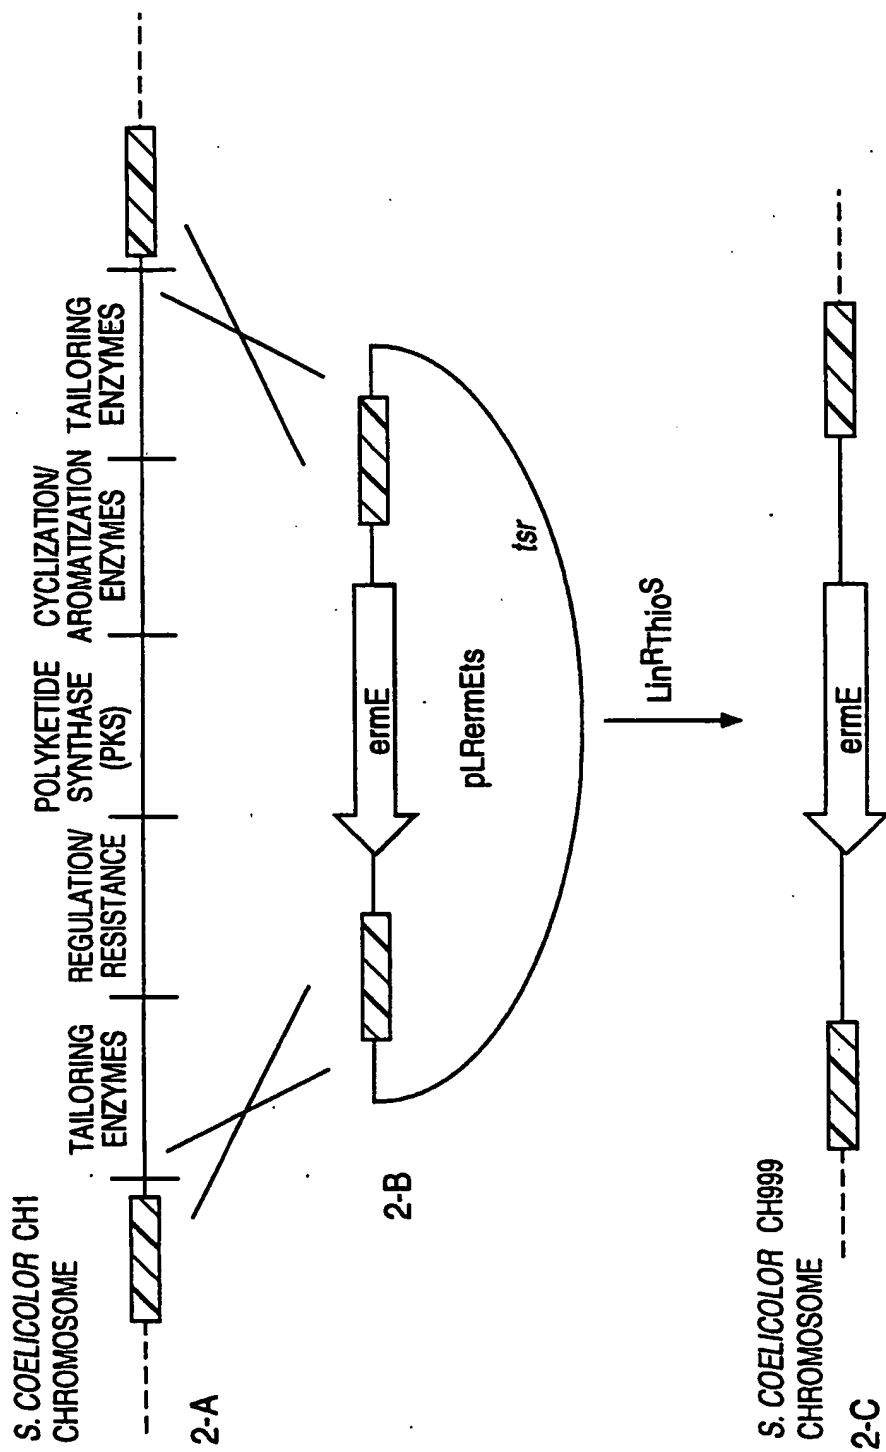 S. COELICOLOR CH1
CHROMOSOME
2-A
TAILORING
ENZYMES
REGULATION/
RESISTANCE
POLYKETIDE
SYNTHASE
(PKS)
CYCLIZATION/
AROMATIZATION
ENZYMES
TAILORING
ENZYMES
2-B
ermE
pLRermEts
tsr
LinRThioS
S. COELICOLOR CH999
CHROMOSOME
2-C
ermE